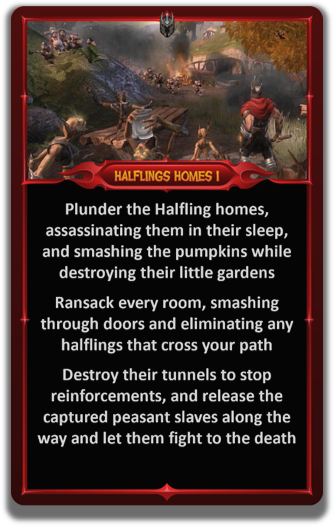 HALFLINGS HOMES I
Plunder the Halfling homes,
assassinating them in their sleep,
and smashing the pumpkins while
destroying their little gardens
Ransack every room, smashing
through doors and eliminating any
halflings that cross your path
Destroy their tunnels to stop
reinforcements, and release the
captured peasant slaves along the
way and let them fight to the death